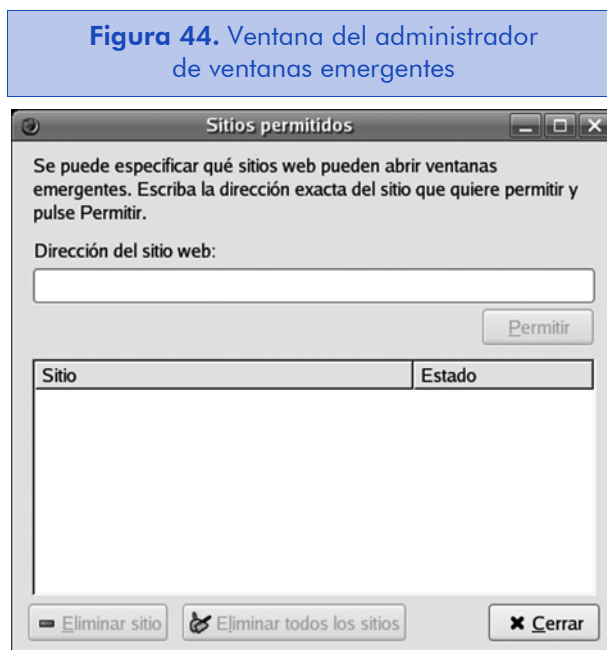 Figura 44. Ventana del administrador
de ventanas emergentes
Sitios permitidos
Se puede especificar qué sitios web pueden abrir ventanas
emergentes. Escriba la dirección exacta del sitio que quiere permitir y
pulse Permitir.
Dirección del sitio web:
Permitir
Sitio Estado
Eliminar sitio Eliminar todos los sitios Cerrar